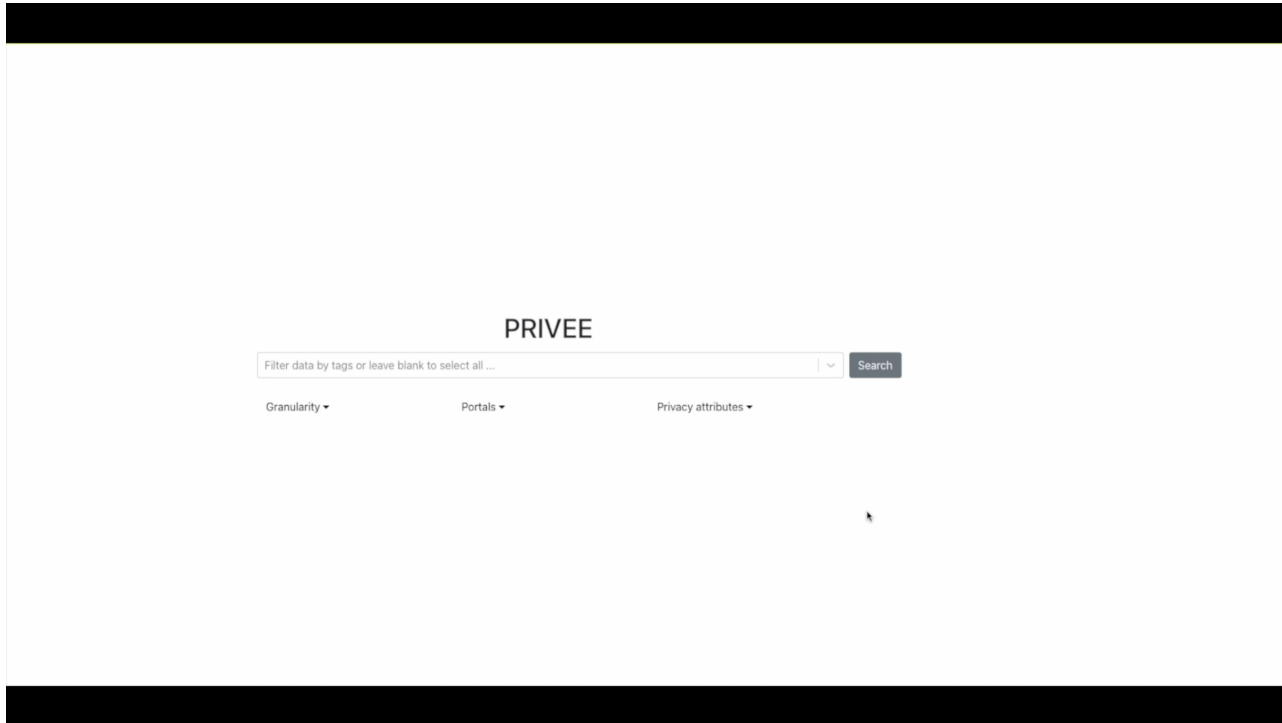 PRIVEE
Filter data by tags or leave blank to select all ...
Search
Granularity
Portals
Privacy attributes